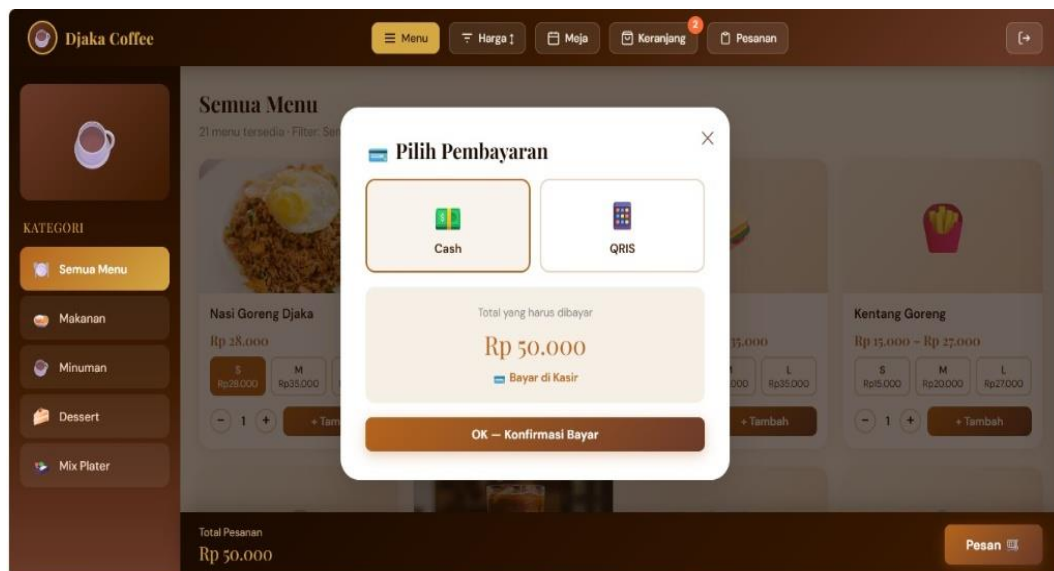 Djaka Coffee
Menu
Harga ↕
Meja
Keranjang
2
Pesanan
KATEGORI
Semua Menu
Makanan
Minuman
Dessert
Mix Plater
Semua Menu
21 menu tersedia · Filter: Sem
Nasi Goreng Djaka
Rp 28.000
S
Rp28.000
M
Rp35.000
- 1 +
+ Tam
35.000
L
Rp35.000
+ Tambah
Kentang Goreng
Rp 15.000 – Rp 27.000
S
Rp15.000
M
Rp20.000
L
Rp27.000
- 1 +
+ Tambah
Pilih Pembayaran
Cash
QRIS
Total yang harus dibayar
Rp 50.000
Bayar di Kasir
OK — Konfirmasi Bayar
Total Pesanan
Rp 50.000
Pesan